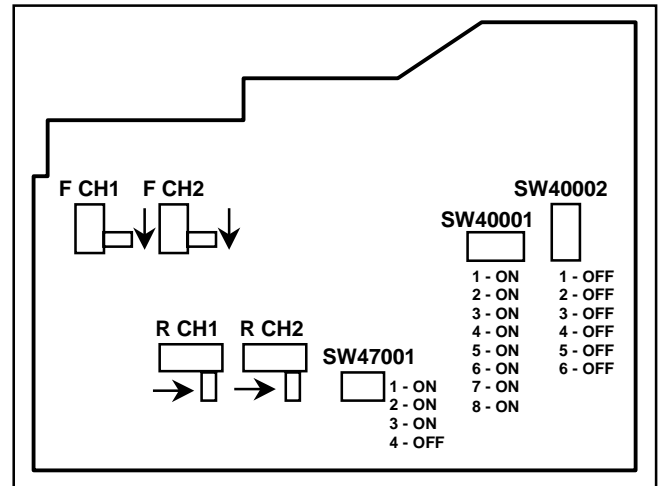 F CH1 F CH2
SW40002
SW40001
1 - ON
2 - ON
3 - ON
4 - ON
5 - ON
6 - ON
7 - ON
8 - ON
1 - OFF
2 - OFF
3 - OFF
4 - OFF
5 - OFF
6 - OFF
R CH1 R CH2
SW47001
1 - ON
2 - ON
3 - ON
4 - OFF